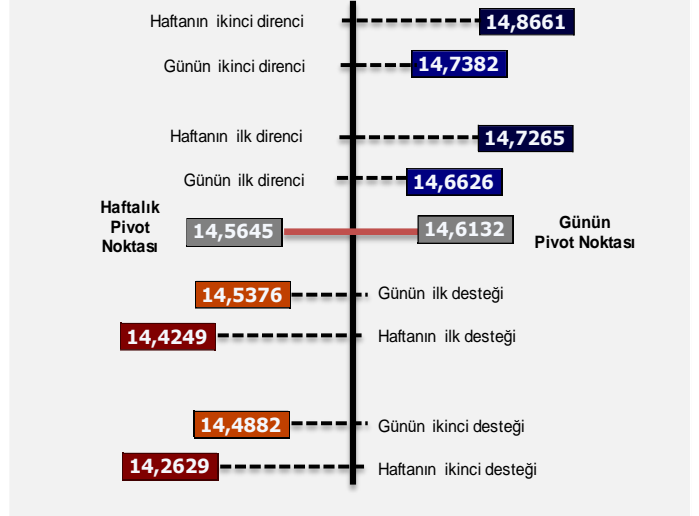 Haftanın ikinci direnci 14,8661
Günün ikinci direnci 14,7382
Haftanın ilk direnci 14,7265
Günün ilk direnci 14,6626
Haftalık
Pivot
Noktası
14,5645
14,6132
Günün
Pivot Noktası
14,5376 Günün ilk desteği
14,4249 Haftanın ilk desteği
14,4882 Günün ikinci desteği
14,2629 Haftanın ikinci desteği